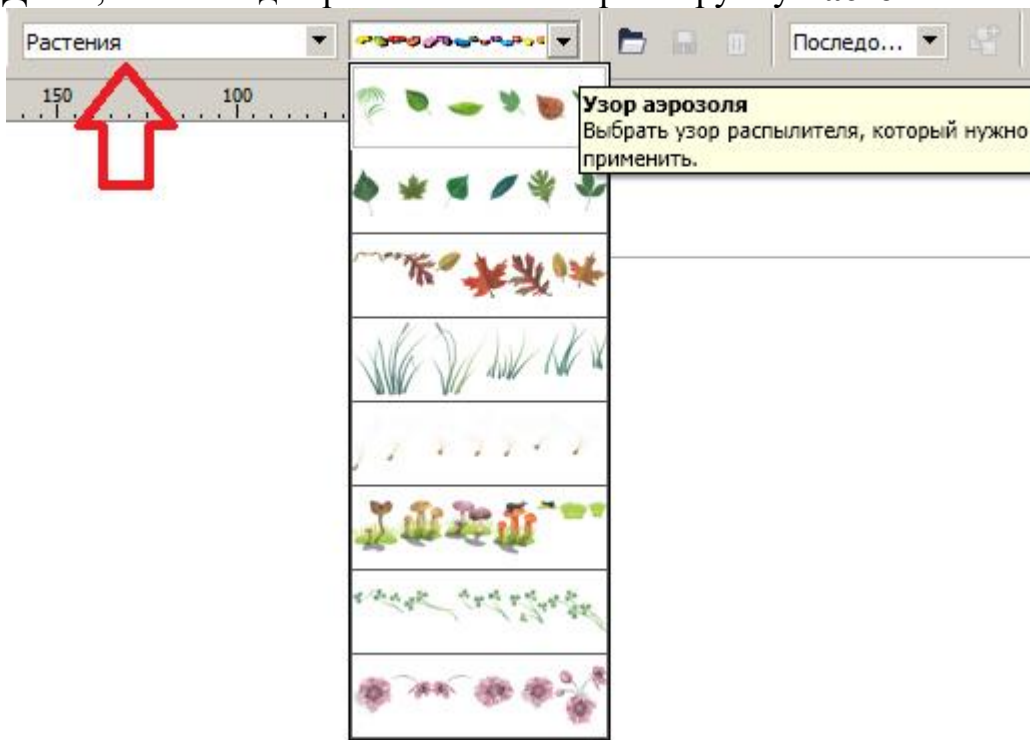 Растения
Последо...
150
100
Узор аэрозоля
Выбрать узор распылителя, который нужно
применить.